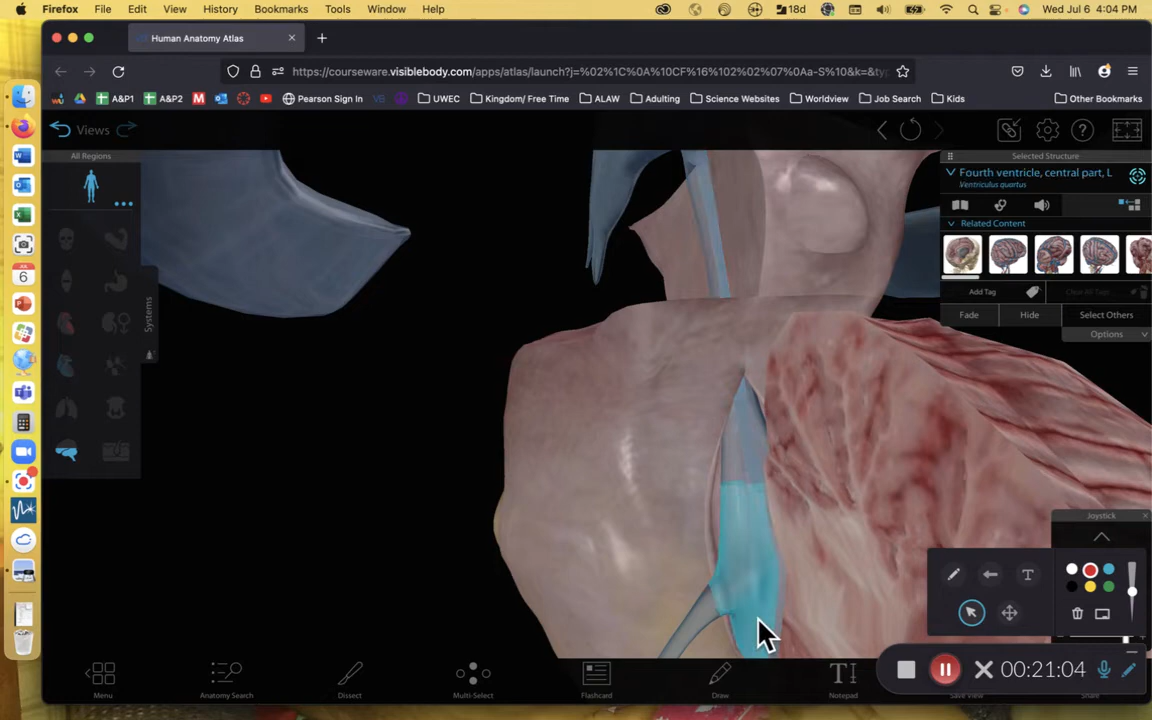 Firefox File Edit View History Bookmarks Tools Window Help 18d Wed Jul 6 4:04 PM
Human Anatomy Atlas
https://courseware.visiblebody.com/apps/atlas/launch?j=%02%1C%0A%10CF%16%102%02%07%0Aa-S%10&k=&typ
A&P1 A&P2 Pearson Sign In UWEC Kingdom/ Free Time ALAW Adulting Science Websites Worldview Job Search Kids Other Bookmarks
Views
All Regions
Systems
Selected Structure
Fourth ventricle, central part, L
Ventriculus quartus
Related Content
Add Tag
Fade Hide Select Others
Options
Joystick
T
00:21:04
Menu Anatomy Search Dissect Multi-Select Flashcard Draw Notepad Save View Share
JUL
6